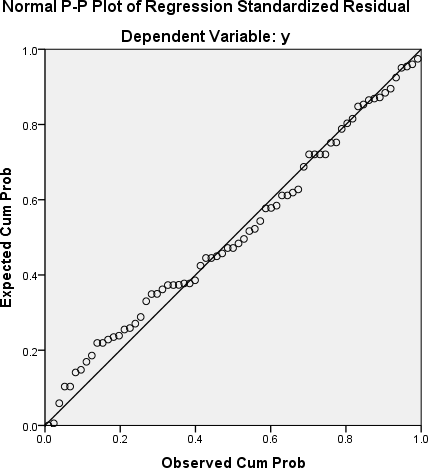 Normal P-P Plot of Regression Standardized Residual
Dependent Variable: y
Expected Cum Prob
1.0
0.8
0.6
0.4
0.2
0.0
0.0 0.2 0.4 0.6 0.8 1.0
Observed Cum Prob